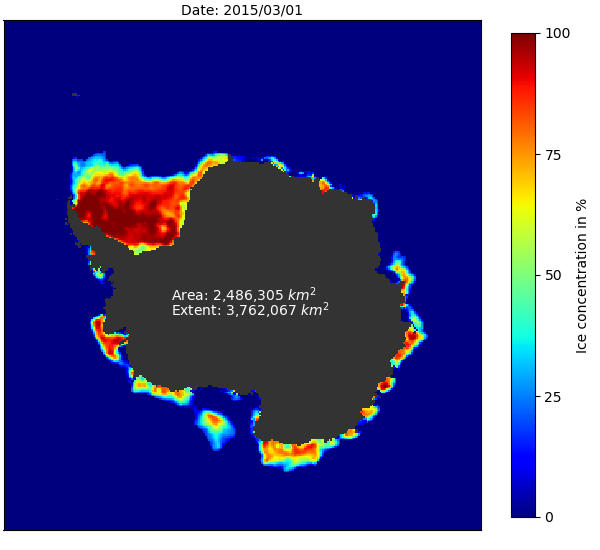 Date: 2015/03/01
100
75
50
25
0
Ice concentration in %
Area: 2,486,305 km²
Extent: 3,762,067 km²